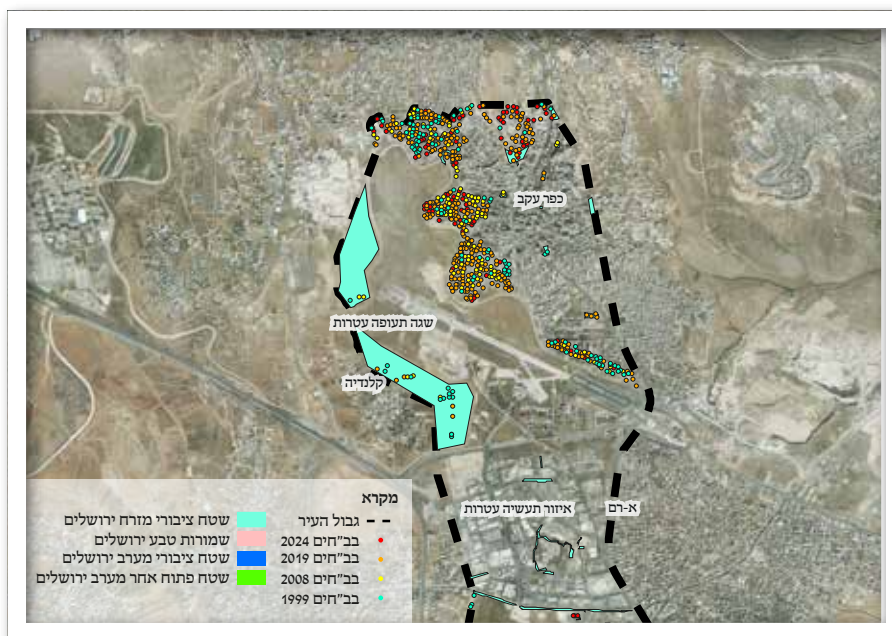 כפר עקב
שגה תעופה עטרות
קלנדיה
איזור תעשיה עטרות
א-רם
מקרא
גבול העיר
בב"חים 2024
בב"חים 2019
בב"חים 2008
בב"חים 1999
שטח ציבורי מזרח ירושלים
שמורות טבע ירושלים
שטח ציבורי מערב ירושלים
שטח פתוח אחר מערב ירושלים